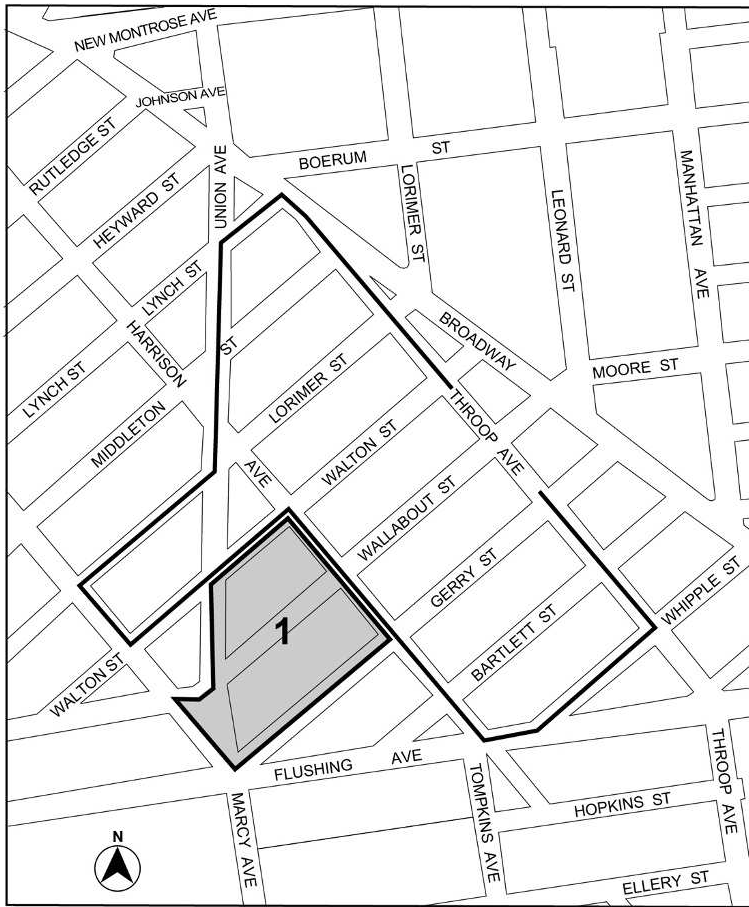 NEW MONTROSE AVE
JOHNSON AVE
RUTLEDGE ST
UNION AVE
BOERUM ST
HEYWARD ST
LORIMER ST
MANHATTAN AVE
LEONARD ST
LYNCH ST
HARRISON AVE
BROADWAY
LYNCH ST
MIDDLETON ST
LORIMER ST
MOORE ST
THROOP AVE
WALTON ST
WALLABOUT ST
GERRY ST
WHIPPLE ST
BARTLETT ST
1
WALTON ST
FLUSHING AVE
THROOP AVE
TOMPKINS AVE
MARCY AVE
HOPKINS ST
ELLERY ST
N